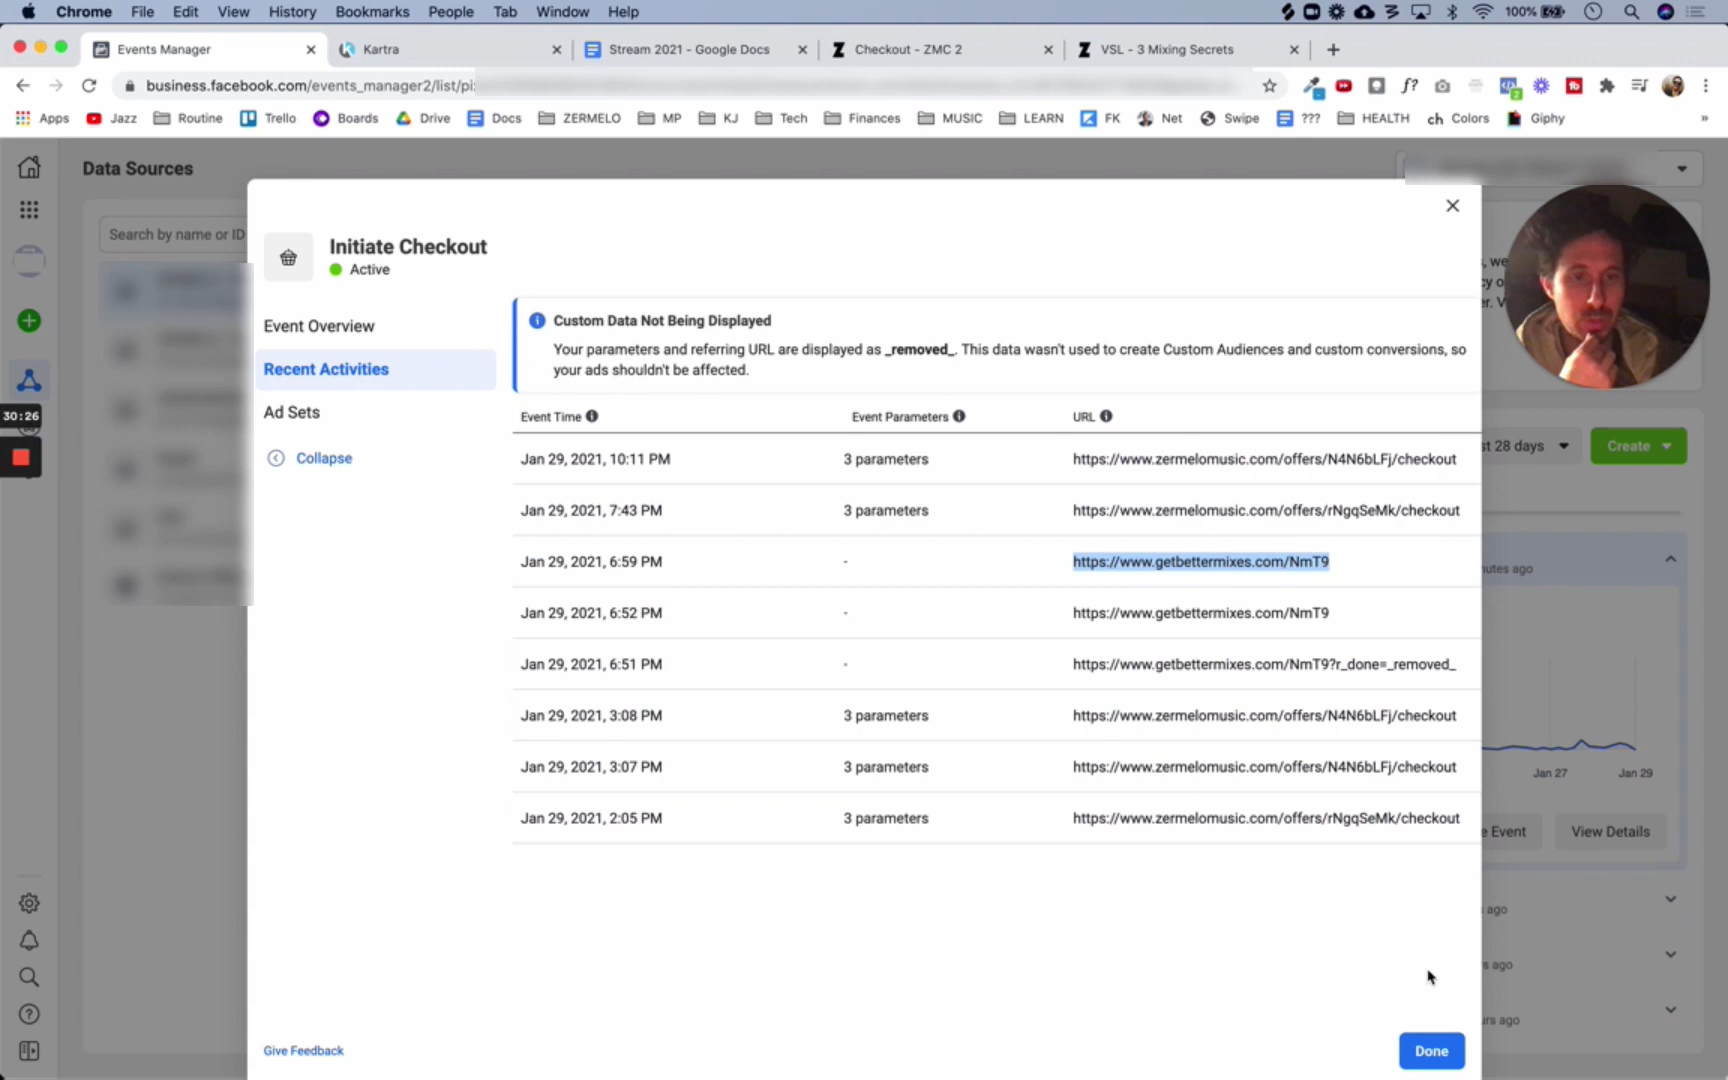 Chrome File Edit View History Bookmarks People Tab Window Help 100%
Events Manager Kartra Stream 2021 - Google Docs Checkout - ZMC 2 VSL - 3 Mixing Secrets
business.facebook.com/events_manager2/list/pi:
Apps Jazz Routine Trello Boards Drive Docs ZERMELO MP KJ Tech Finances MUSIC LEARN FK Net Swipe ??? HEALTH ch Colors Giphy »
Data Sources
Search by name or ID
Initiate Checkout
Active
Event Overview
Recent Activities
Ad Sets
Collapse
30:26
Custom Data Not Being Displayed
Your parameters and referring URL are displayed as _removed_. This data wasn't used to create Custom Audiences and custom conversions, so
your ads shouldn't be affected.
Event Time Event Parameters URL
Jan 29, 2021, 10:11 PM 3 parameters https://www.zermelomusic.com/offers/N4N6bLFj/checkout
Jan 29, 2021, 7:43 PM 3 parameters https://www.zermelomusic.com/offers/rNgqSeMk/checkout
Jan 29, 2021, 6:59 PM - https://www.getbettermixes.com/NmT9
Jan 29, 2021, 6:52 PM - https://www.getbettermixes.com/NmT9
Jan 29, 2021, 6:51 PM - https://www.getbettermixes.com/NmT9?r_done=_removed_
Jan 29, 2021, 3:08 PM 3 parameters https://www.zermelomusic.com/offers/N4N6bLFj/checkout
Jan 29, 2021, 3:07 PM 3 parameters https://www.zermelomusic.com/offers/N4N6bLFj/checkout
Jan 29, 2021, 2:05 PM 3 parameters https://www.zermelomusic.com/offers/rNgqSeMk/checkout
st 28 days Create
utes ago
Jan 27 Jan 29
e Event View Details
s ago
rs ago
urs ago
Give Feedback
Done